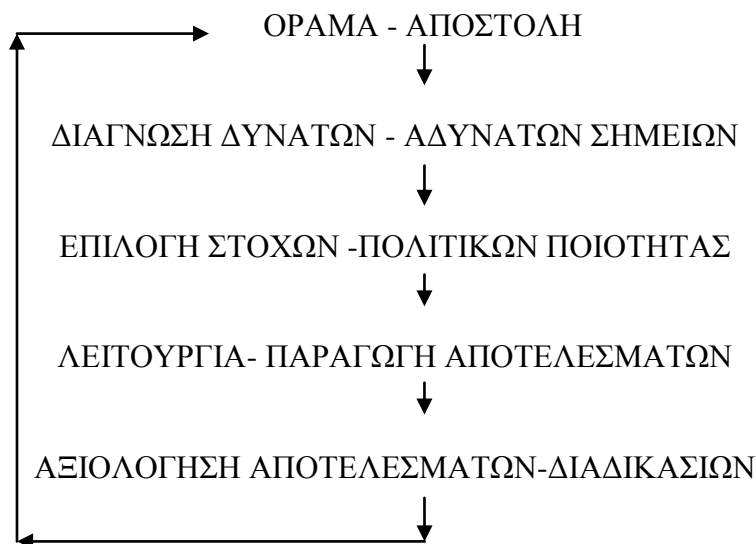 ΟΡΑΜΑ - ΑΠΟΣΤΟΛΗ
ΔΙΑΓΝΩΣΗ ΔΥΝΑΤΩΝ - ΑΔΥΝΑΤΩΝ ΣΗΜΕΙΩΝ
ΕΠΙΛΟΓΗ ΣΤΟΧΩΝ -ΠΟΛΙΤΙΚΩΝ ΠΟΙΟΤΗΤΑΣ
ΛΕΙΤΟΥΡΓΙΑ- ΠΑΡΑΓΩΓΗ ΑΠΟΤΕΛΕΣΜΑΤΩΝ
ΑΞΙΟΛΟΓΗΣΗ ΑΠΟΤΕΛΕΣΜΑΤΩΝ-ΔΙΑΔΙΚΑΣΙΩΝ